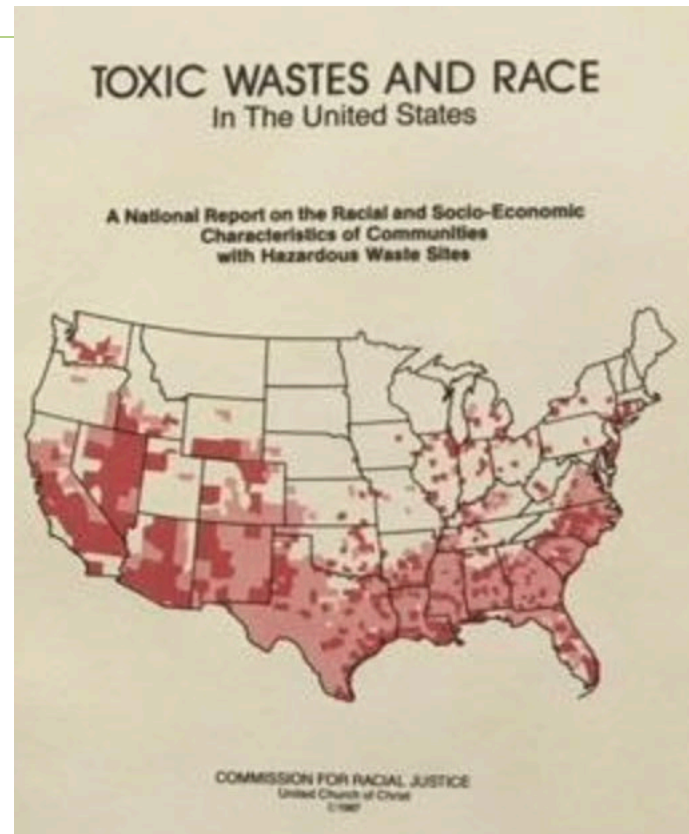 TOXIC WASTES AND RACE
In The United States
A National Report on the Racial and Socio-Economic
Characteristics of Communities
with Hazardous Waste Sites
COMMISSION FOR RACIAL JUSTICE
United Church of Christ
©1987